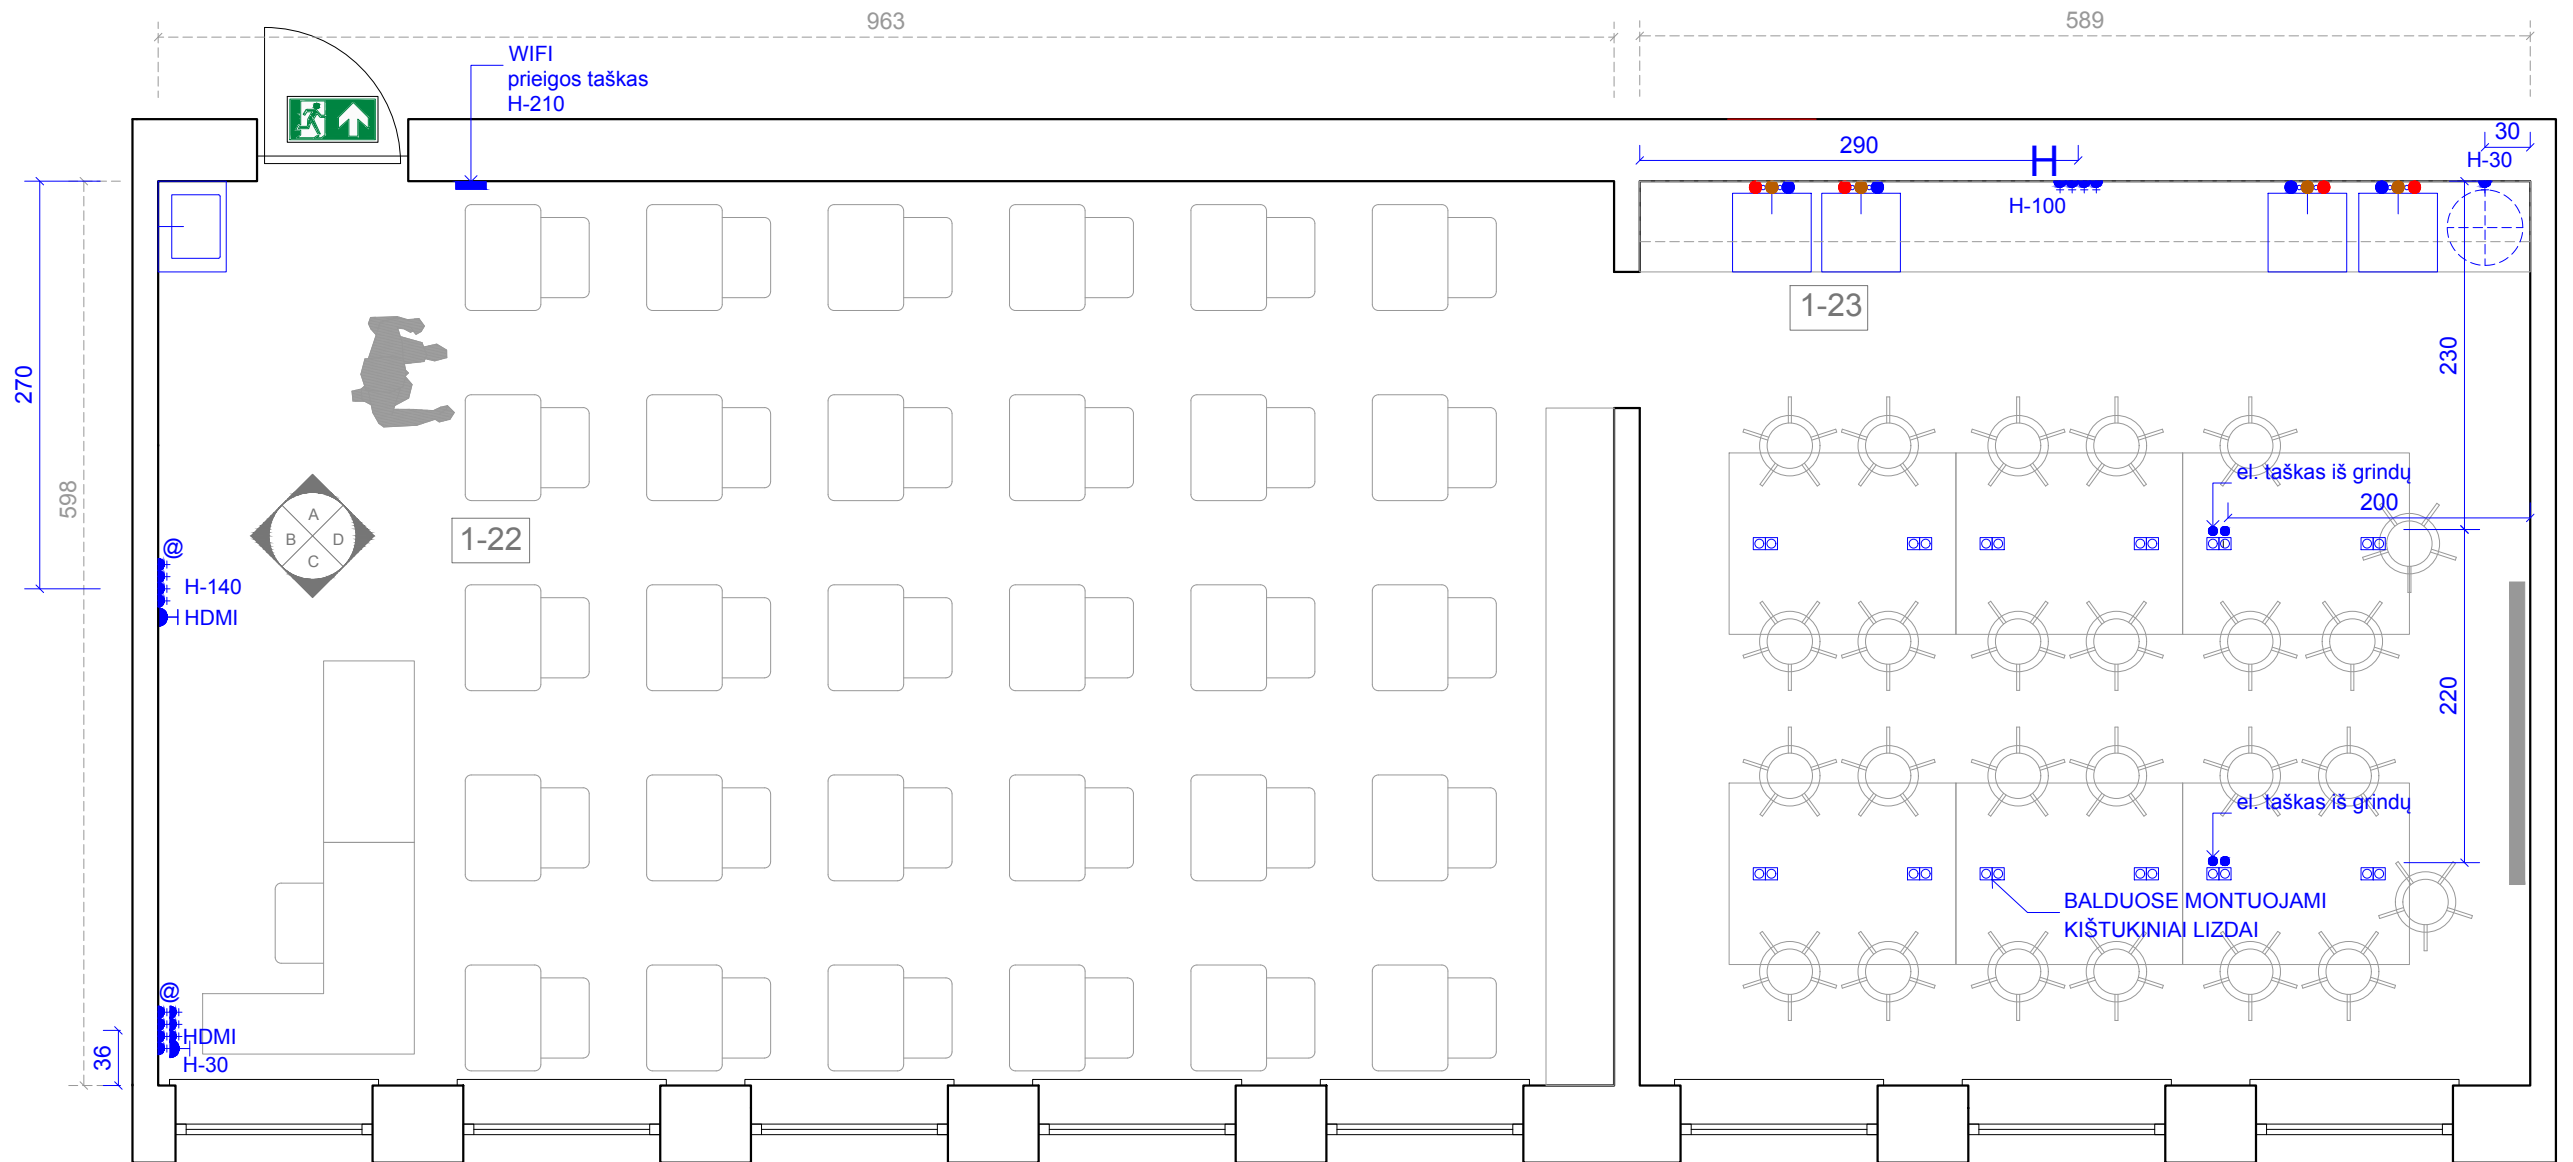 963
589
WIFI
prieigos taškas
H-210
290
H
30
H-30
H-100
1-23
270
230
598
el. taškas iš grindų
200
A
B
D
C
1-22
@
H-140
HDMI
220
el. taškas iš grindų
BALDUOSE MONTUOJAMI
KIŠTUKINIAI LIZDAI
@
HDMI
H-30
36